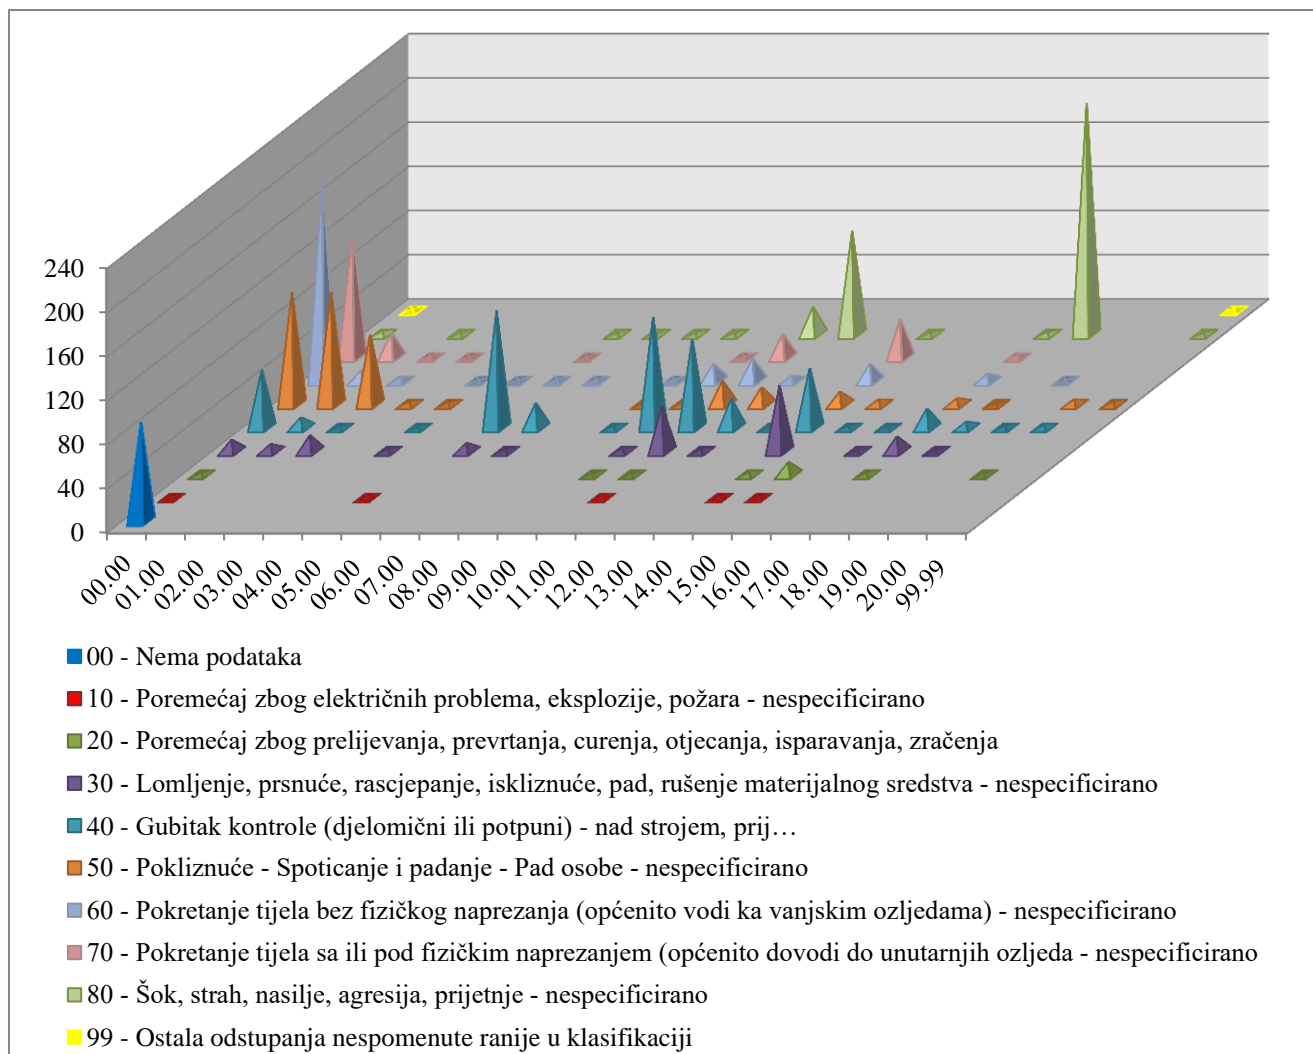 240
200
160
120
80
40
0
00.00
01.00
02.00
03.00
04.00
05.00
06.00
07.00
08.00
09.00
10.00
11.00
12.00
13.00
14.00
15.00
16.00
17.00
18.00
19.00
20.00
99.99
00 - Nema podataka
10 - Poremećaj zbog električnih problema, eksplozije, požara - nespecificirano
20 - Poremećaj zbog prelijevanja, prevrtanja, curenja, otjecanja, isparavanja, zračenja
30 - Lomljenje, prsnuće, rascjepanje, iskliznuće, pad, rušenje materijalnog sredstva - nespecificirano
40 - Gubitak kontrole (djelomični ili potpuni) - nad strojem, prij…
50 - Pokliznuće - Spoticanje i padanje - Pad osobe - nespecificirano
60 - Pokretanje tijela bez fizičkog naprezanja (općenito vodi ka vanjskim ozljedama) - nespecificirano
70 - Pokretanje tijela sa ili pod fizičkim naprezanjem (općenito dovodi do unutarnjih ozljeda - nespecificirano
80 - Šok, strah, nasilje, agresija, prijetnje - nespecificirano
99 - Ostala odstupanja nespomenute ranije u klasifikaciji